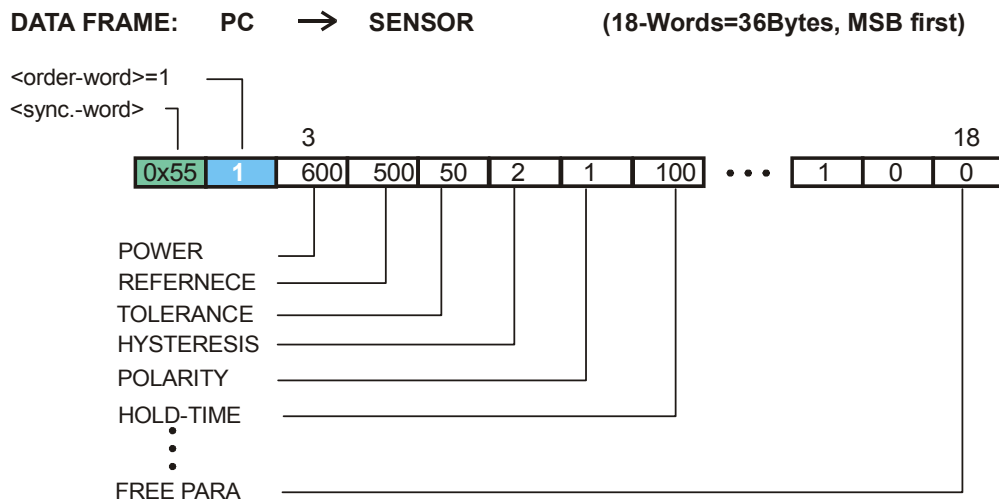 DATA FRAME: PC → SENSOR (18-Words=36Bytes, MSB first)
<order-word>=1
<sync.-word>
3 18
0x55 1 600 500 50 2 1 100 • • • 1 0 0
POWER
REFERNECE
TOLERANCE
HYSTERESIS
POLARITY
HOLD-TIME
FREE PARA